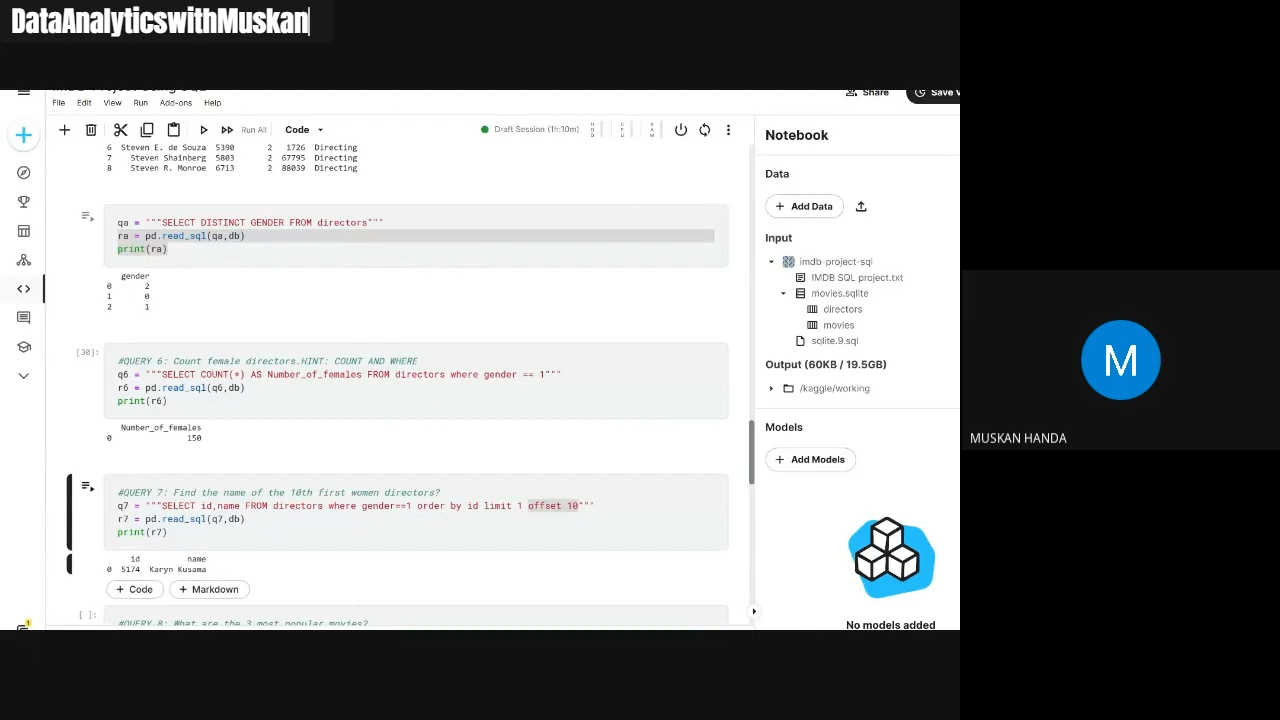 DataAnalyticswithMuskan
File Edit View Run Add-ons Help
Share
Save V
Run All
Code
Draft Session (1h:10m)
6 Steven E. de Souza 5390 2 1726 Directing
7 Steven Shainberg 5803 2 67795 Directing
8 Steven R. Monroe 6713 2 88039 Directing
qa = """SELECT DISTINCT GENDER FROM directors"""
ra = pd.read_sql(qa,db)
print(ra)
gender
0 2
1 0
2 1
[30]:
#QUERY 6: Count female directors.HINT: COUNT AND WHERE
q6 = """SELECT COUNT(*) AS Number_of_females FROM directors where gender == 1"""
r6 = pd.read_sql(q6,db)
print(r6)
Number_of_females
0 150
#QUERY 7: Find the name of the 10th first women directors?
q7 = """SELECT id,name FROM directors where gender==1 order by id limit 1 offset 10"""
r7 = pd.read_sql(q7,db)
print(r7)
id name
0 5174 Karyn Kusama
+ Code
+ Markdown
[ ]:
#QUERY 8: What are the 3 most popular movies?
Notebook
Data
+ Add Data
Input
imdb-project-sql
IMDB SQL project.txt
movies.sqlite
directors
movies
sqlite.9.sql
Output (60KB / 19.5GB)
/kaggle/working
Models
+ Add Models
No models added
M
MUSKAN HANDA